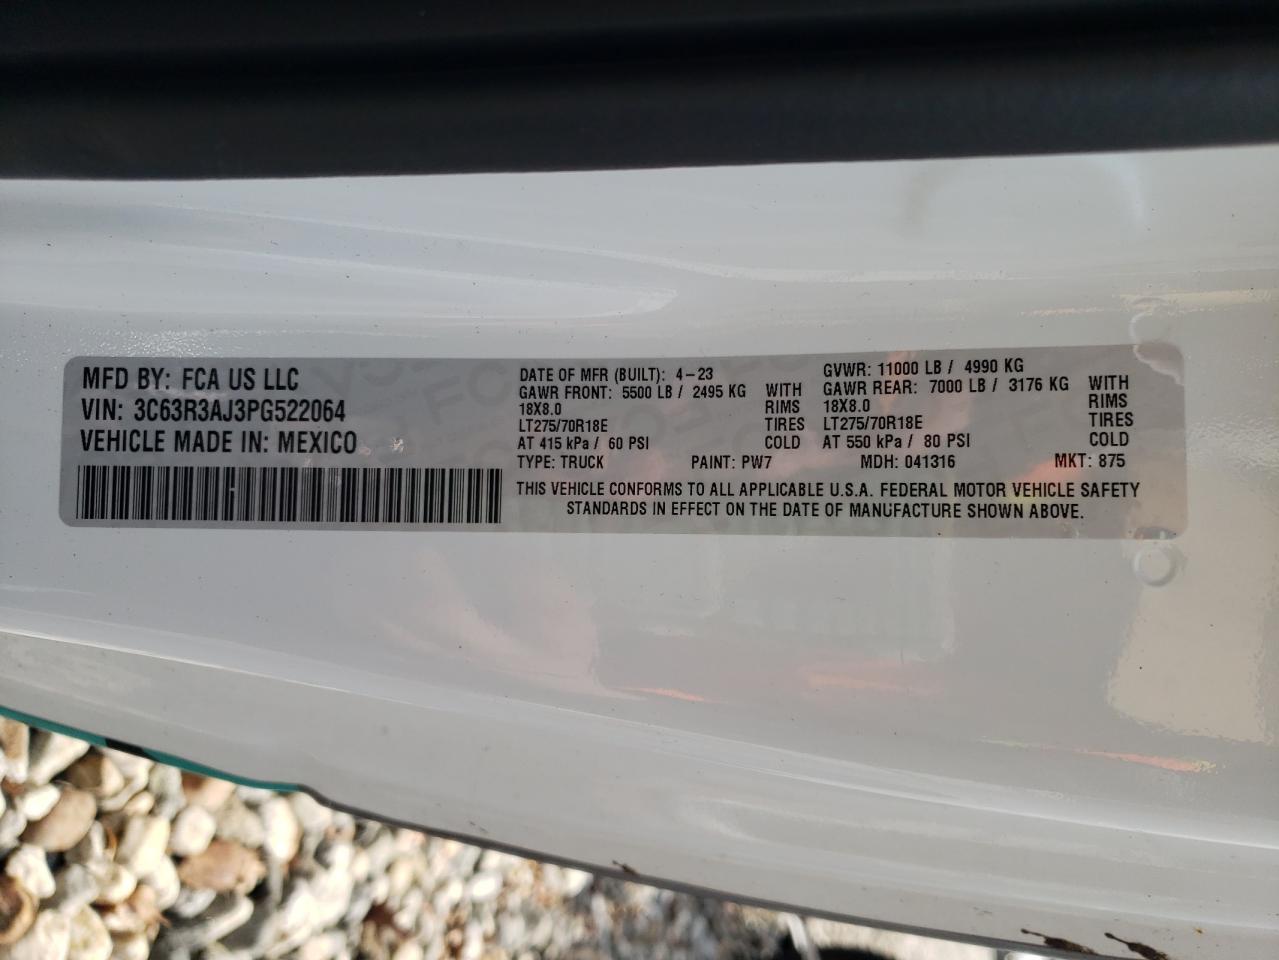 MFD BY: FCA US LLC
VIN: 3C63R3AJ3PG522064
VEHICLE MADE IN: MEXICO
DATE OF MFR (BUILT): 4-23
GAWR FRONT: 5500 LB / 2495 KG WITH
18X8.0 RIMS
LT275/70R18E TIRES
AT 415 kPa / 60 PSI COLD
GVWR: 11000 LB / 4990 KG
GAWR REAR: 7000 LB / 3176 KG WITH
18X8.0 RIMS
LT275/70R18E TIRES
AT 550 kPa / 80 PSI COLD
TYPE: TRUCK PAINT: PW7 MDH: 041316 MKT: 875
THIS VEHICLE CONFORMS TO ALL APPLICABLE U.S.A. FEDERAL MOTOR VEHICLE SAFETY
STANDARDS IN EFFECT ON THE DATE OF MANUFACTURE SHOWN ABOVE.